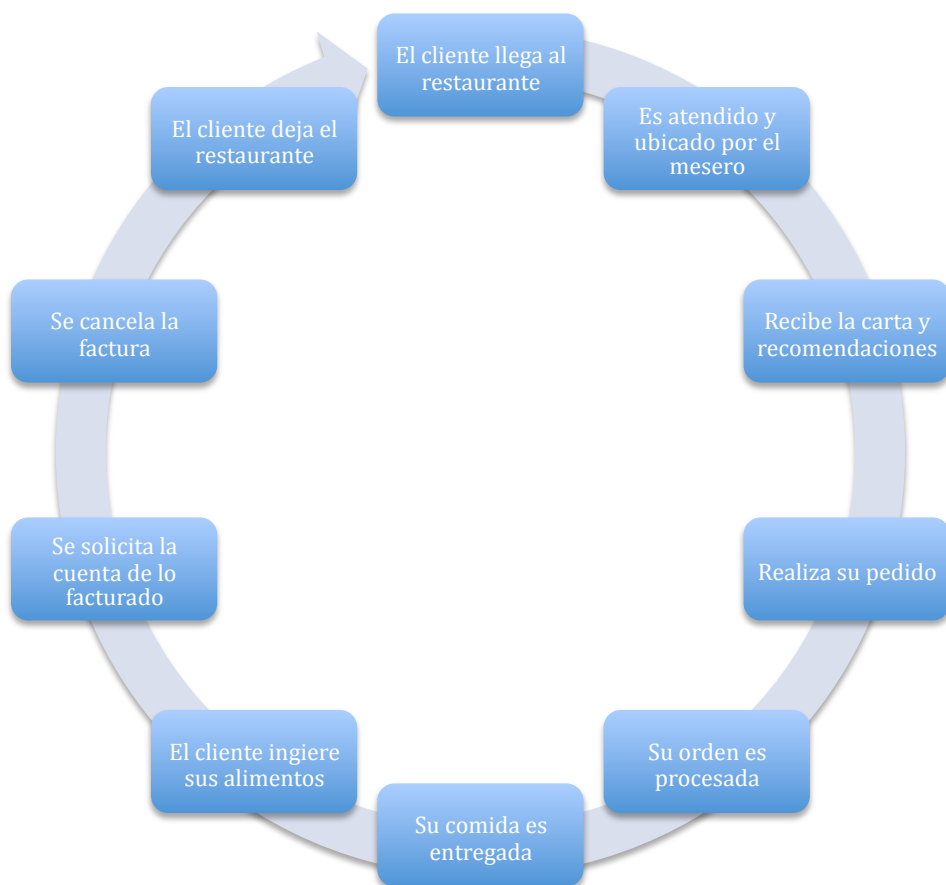 El cliente llega al
restaurante
Es atendido y
ubicado por el
mesero
Recibe la carta y
recomendaciones
Realiza su pedido
Su orden es
procesada
Su comida es
entregada
El cliente ingiere
sus alimentos
Se solicita la
cuenta de lo
facturado
Se cancela la
factura
El cliente deja el
restaurante